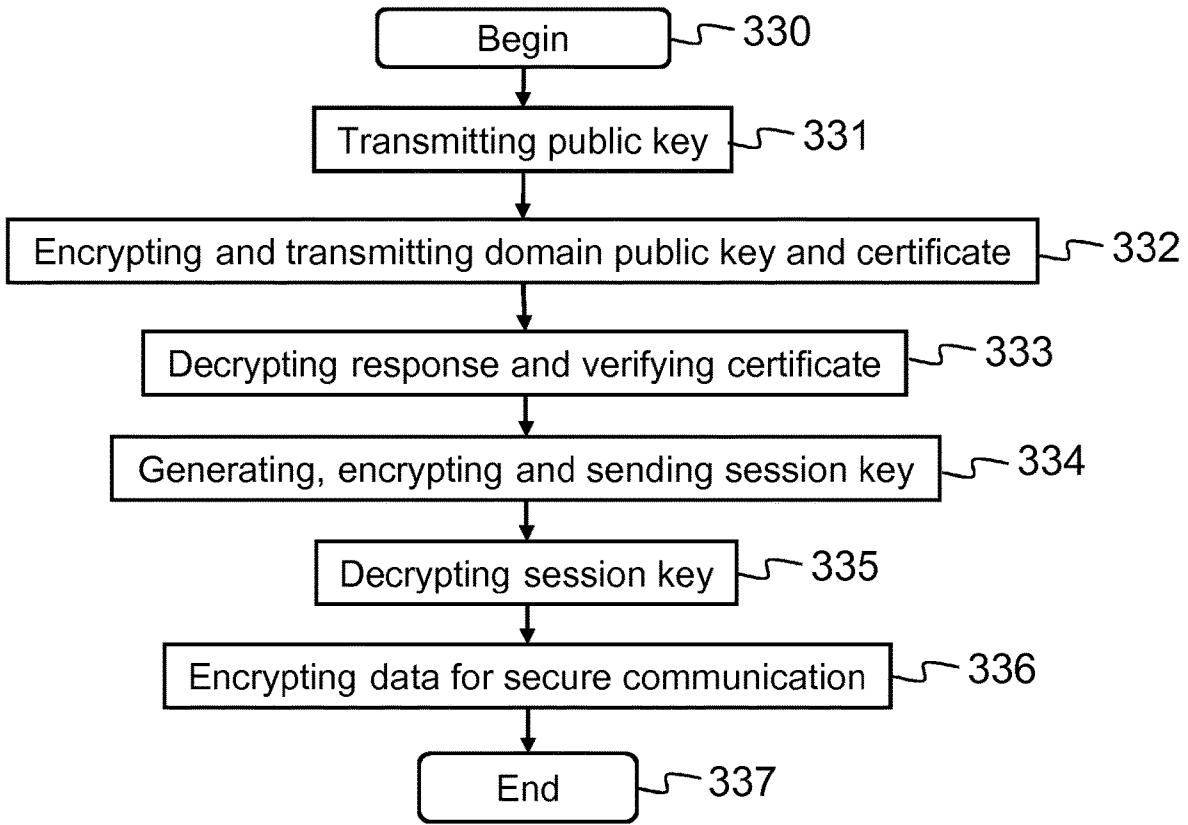 Begin 330
Transmitting public key 331
Encrypting and transmitting domain public key and certificate 332
Decrypting response and verifying certificate 333
Generating, encrypting and sending session key 334
Decrypting session key 335
Encrypting data for secure communication 336
End 337